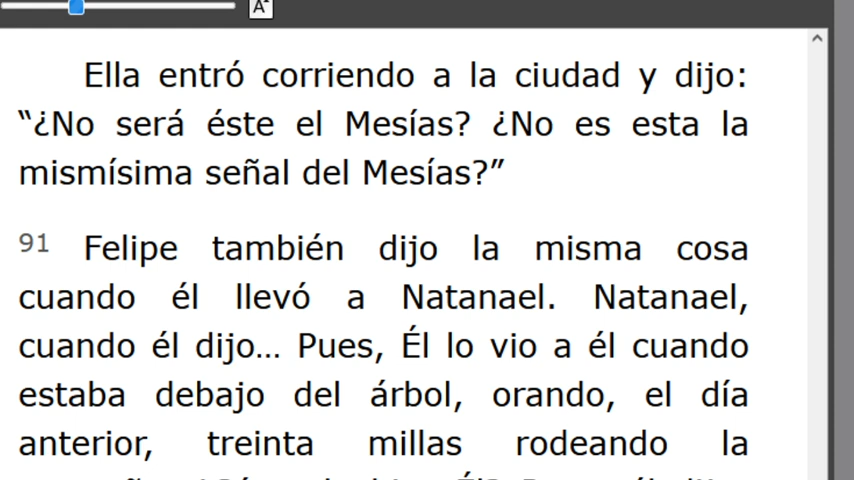 A
Ella entró corriendo a la ciudad y dijo:
“¿No será éste el Mesías? ¿No es esta la
mismísima señal del Mesías?”
91 Felipe también dijo la misma cosa
cuando él llevó a Natanael. Natanael,
cuando él dijo… Pues, Él lo vio a él cuando
estaba debajo del árbol, orando, el día
anterior, treinta millas rodeando la